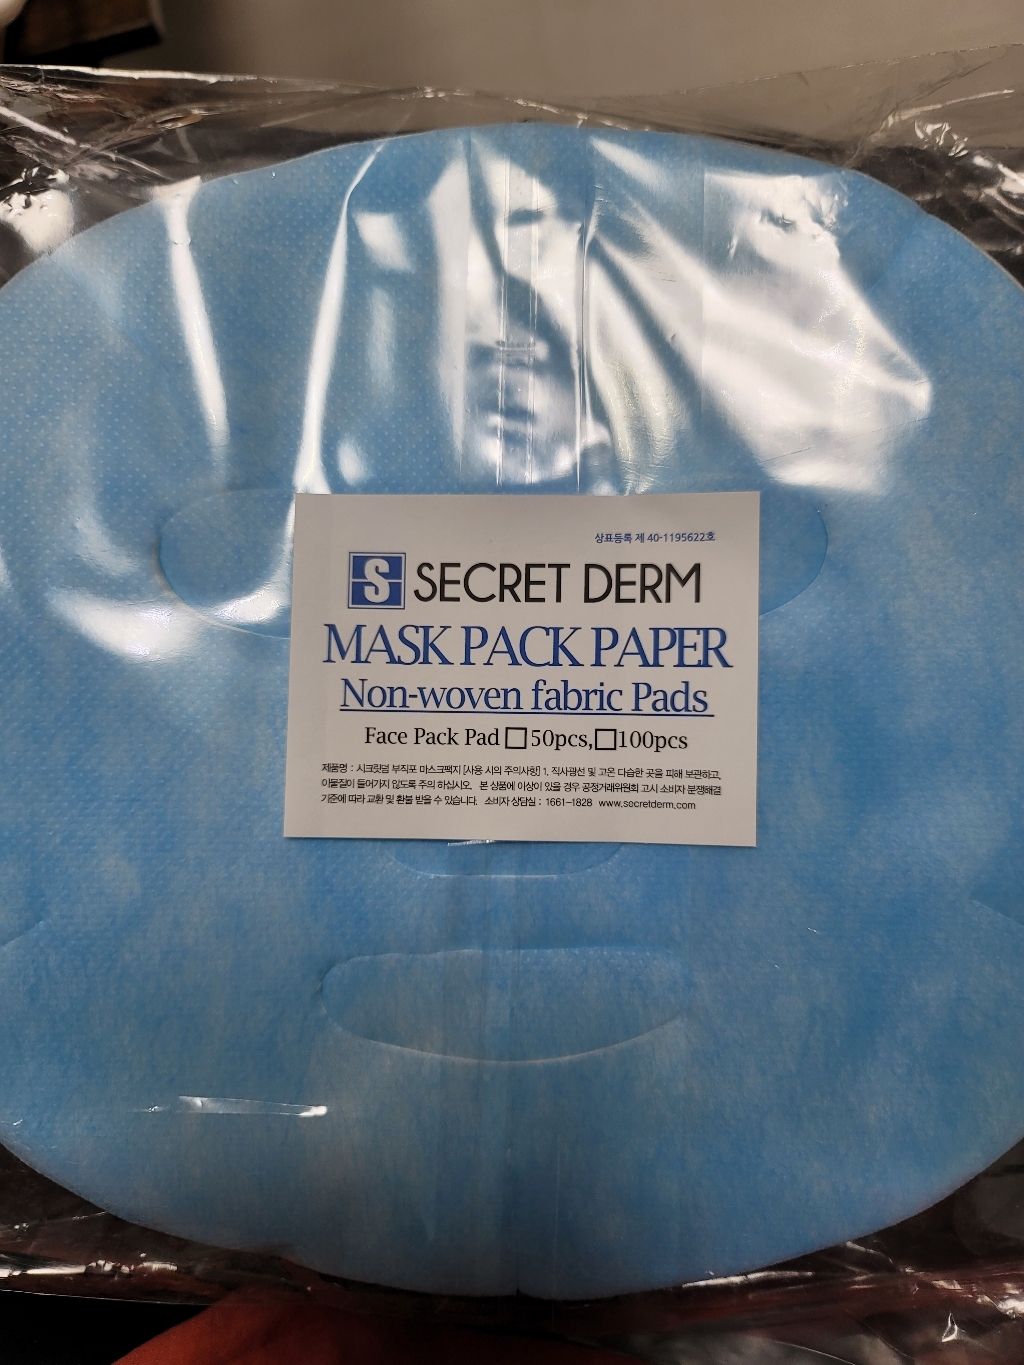 상표등록 제 40-1195622호
S SECRET DERM
MASK PACK PAPER
Non-woven fabric Pads
Face Pack Pad □50pcs,□100pcs
제품명 : 시크릿덤 부직포 마스크팩지 [사용 시의 주의사항] 1. 직사광선 및 고온 다습한 곳을 피해 보관하고,
이물질이 들어가지 않도록 주의 하십시오. 본 상품에 이상이 있을 경우 공정거래위원회 고시 소비자 분쟁해결
기준에 따라 교환 및 환불 받을 수 있습니다. 소비자 상담실 : 1661-1828 www.secretderm.com